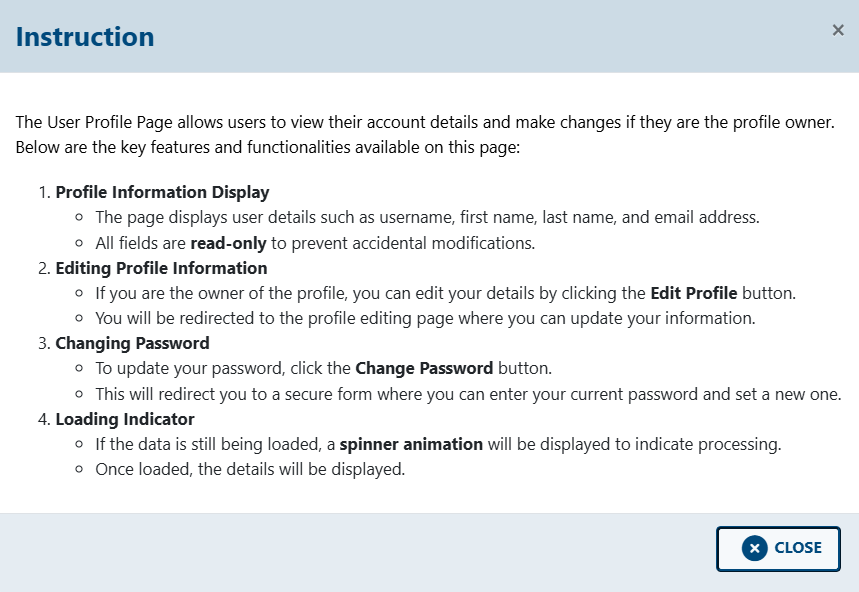 Instruction
×
The User Profile Page allows users to view their account details and make changes if they are the profile owner.
Below are the key features and functionalities available on this page:
1. Profile Information Display
○ The page displays user details such as username, first name, last name, and email address.
○ All fields are read-only to prevent accidental modifications.
2. Editing Profile Information
○ If you are the owner of the profile, you can edit your details by clicking the Edit Profile button.
○ You will be redirected to the profile editing page where you can update your information.
3. Changing Password
○ To update your password, click the Change Password button.
○ This will redirect you to a secure form where you can enter your current password and set a new one.
4. Loading Indicator
○ If the data is still being loaded, a spinner animation will be displayed to indicate processing.
○ Once loaded, the details will be displayed.
CLOSE